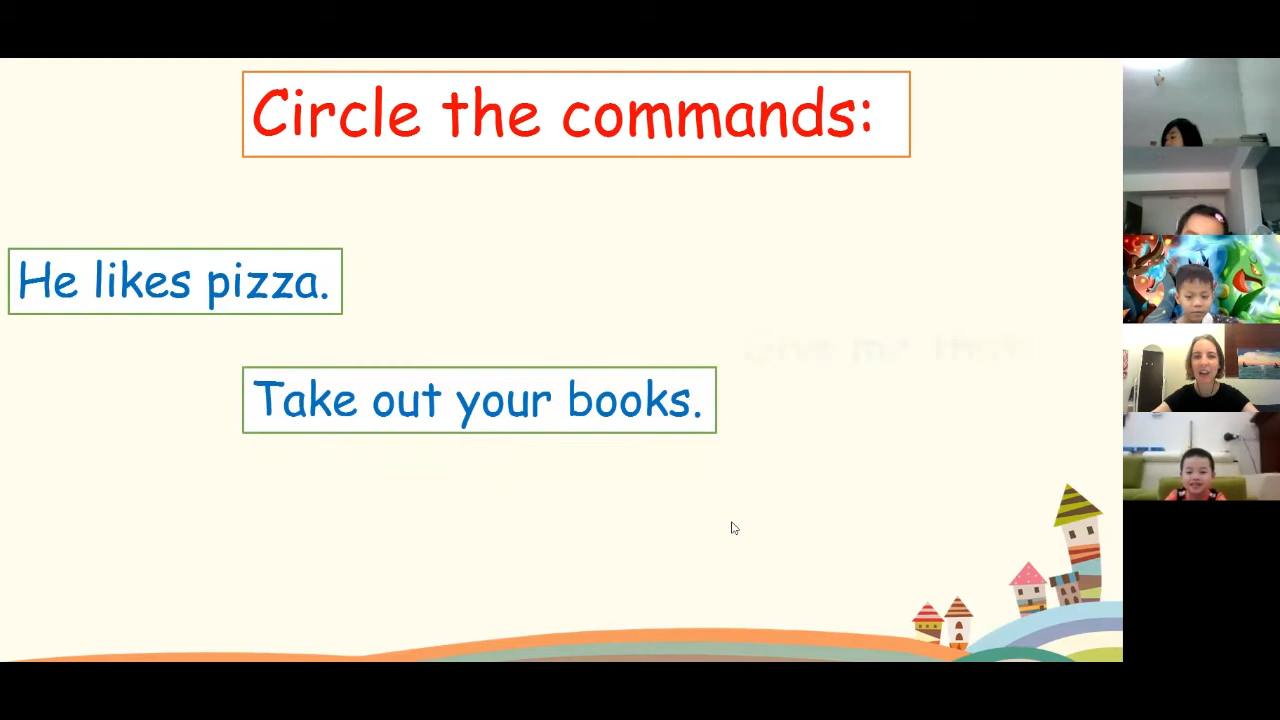 Circle the commands:
He likes pizza.
Take out your books.